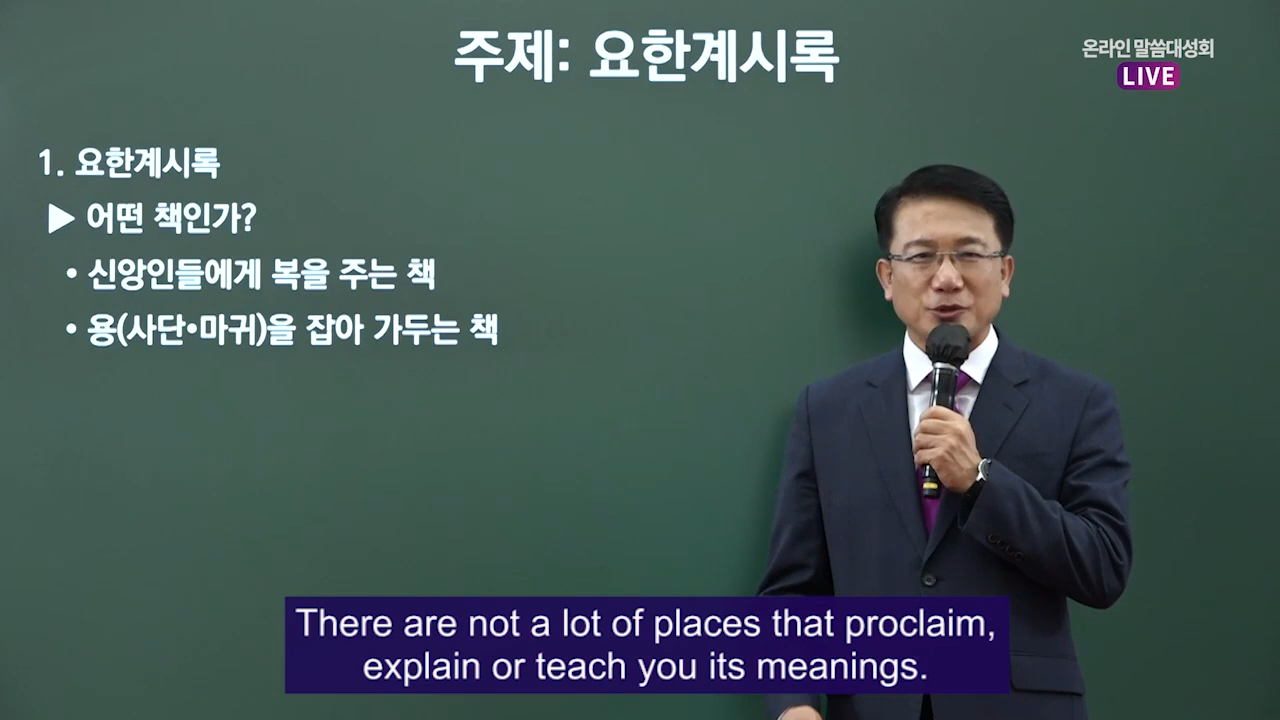 주제: 요한계시록
온라인 말씀대성회
LIVE
1. 요한계시록
▶ 어떤 책인가?
• 신앙인들에게 복을 주는 책
• 용(사단•마귀)을 잡아 가두는 책
There are not a lot of places that proclaim,
explain or teach you its meanings.